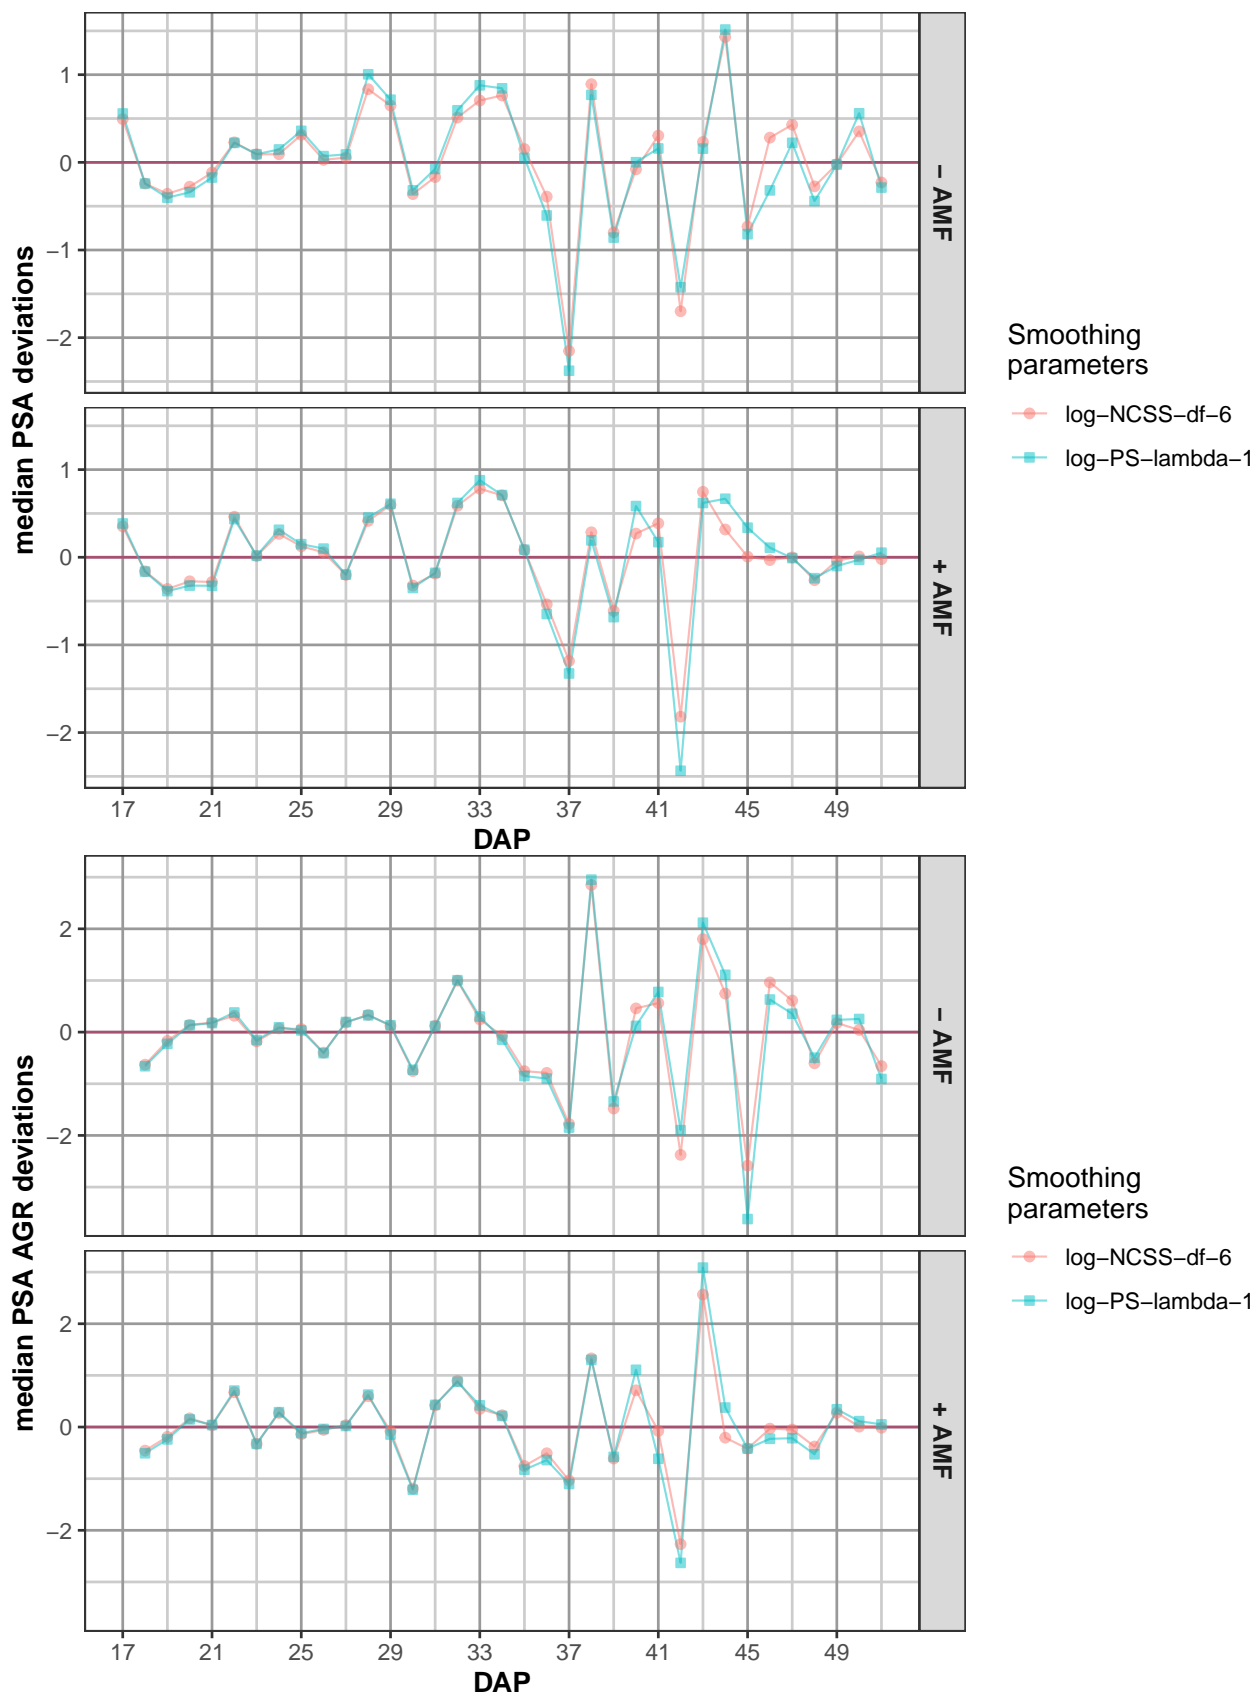 median PSA deviations
1
0
−1
−2
− AMF
1
0
−1
−2
+ AMF
17 21 25 29 33 37 41 45 49
DAP
Smoothing
parameters
log−NCSS−df−6
log−PS−lambda−1
median PSA AGR deviations
2
0
−2
− AMF
2
0
−2
+ AMF
17 21 25 29 33 37 41 45 49
DAP
Smoothing
parameters
log−NCSS−df−6
log−PS−lambda−1